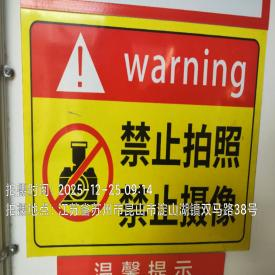 warning
禁止拍照
拍摄时间: 2025-12-25 09:14
禁止摄像
拍摄地点: 江苏省苏州市昆山市淀山湖镇双马路38号
温馨提示